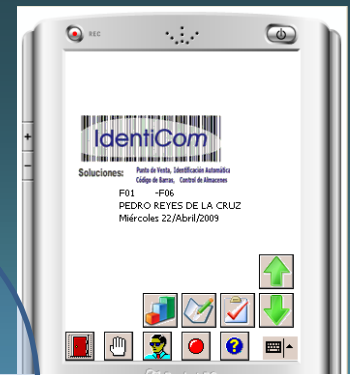 REC
IdentiCom
Soluciones: Punto de Venta, Identificación Automática
Código de Barras, Control de Almacenes
F01 -F06
PEDRO REYES DE LA CRUZ
Miércoles 22/Abril/2009